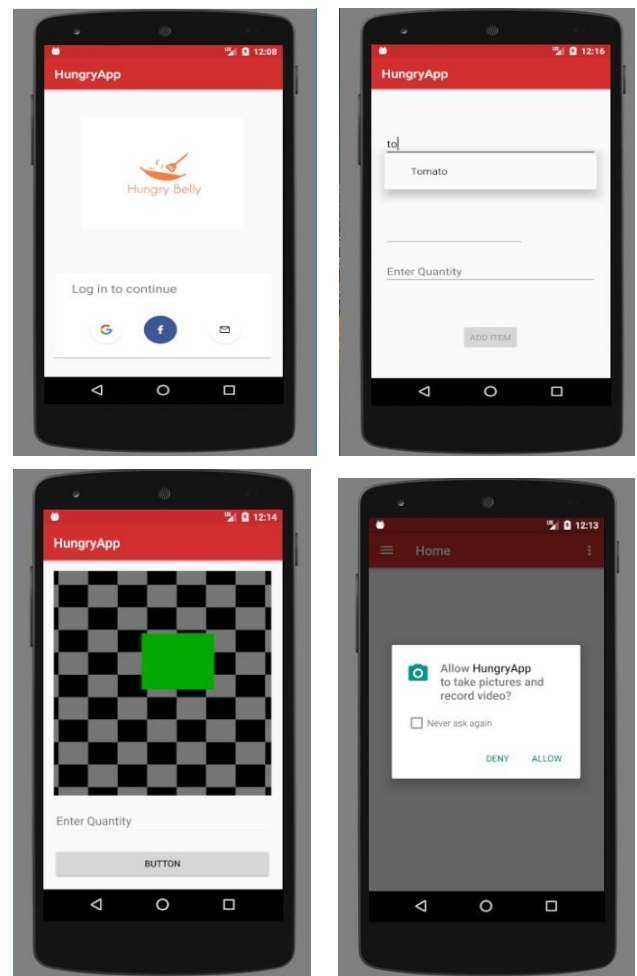 12:08
HungryApp
Hungry Belly
Log in to continue
G
f
12:16
HungryApp
to
Tomato
Enter Quantity
ADD ITEM
12:14
HungryApp
Enter Quantity
BUTTON
12:13
Home
Allow HungryApp
to take pictures and
record video?
Never ask again
DENY ALLOW